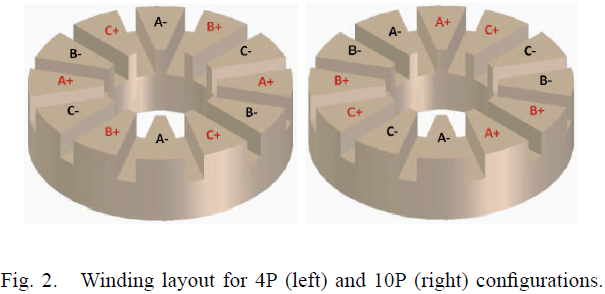 A-
C+
B+
B-
C-
A+
A+
C-
B-
B+
C+
A-
A+
A-
C+
B-
C-
B+
B-
C+
B+
C-
A+
A-
Fig. 2. Winding layout for 4P (left) and 10P (right) configurations.